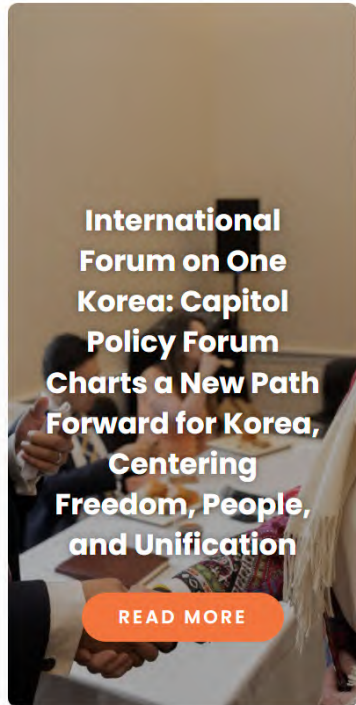 International
Forum on One
Korea: Capitol
Policy Forum
Charts a New Path
Forward for Korea,
Centering
Freedom, People,
and Unification
READ MORE